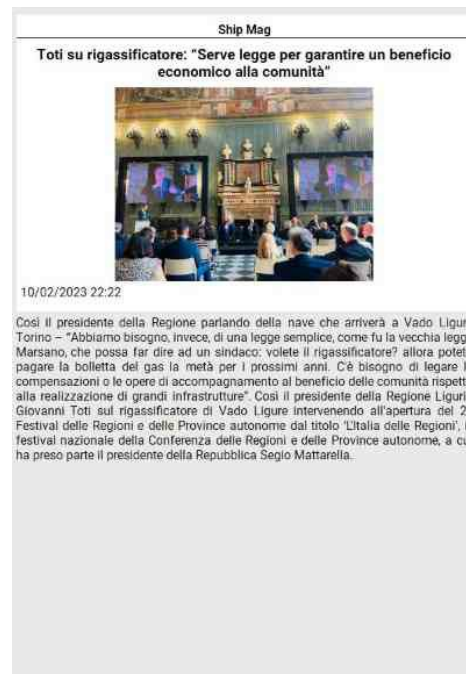 Ship Mag
Toti su rigassificatore: “Serve legge per garantire un beneficio
economico alla comunità”
10/02/2023 22:22
Così il presidente della Regione parlando della nave che arriverà a Vado Ligur
Torino – “Abbiamo bisogno, invece, di una legge semplice, come fu la vecchia legg
Marsano, che possa far dire ad un sindaco: volete il rigassificatore? allora potet
pagare la bolletta del gas la metà per i prossimi anni. C'è bisogno di legare l
compensazioni o le opere di accompagnamento al beneficio delle comunità rispett
alla realizzazione di grandi infrastrutture”. Così il presidente della Regione Liguri
Giovanni Toti sul rigassificatore di Vado Ligure intervenendo all'apertura del 2
Festival delle Regioni e delle Province autonome dal titolo 'L'Italia delle Regioni', i
festival nazionale della Conferenza delle Regioni e delle Province autonome, a cu
ha preso parte il presidente della Repubblica Segio Mattarella.